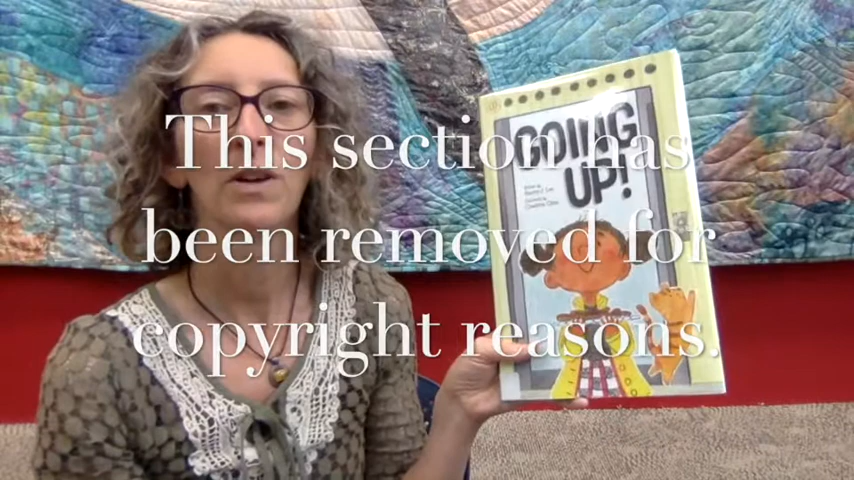 This section has
been removed for
copyright reasons.
GOING
UP!